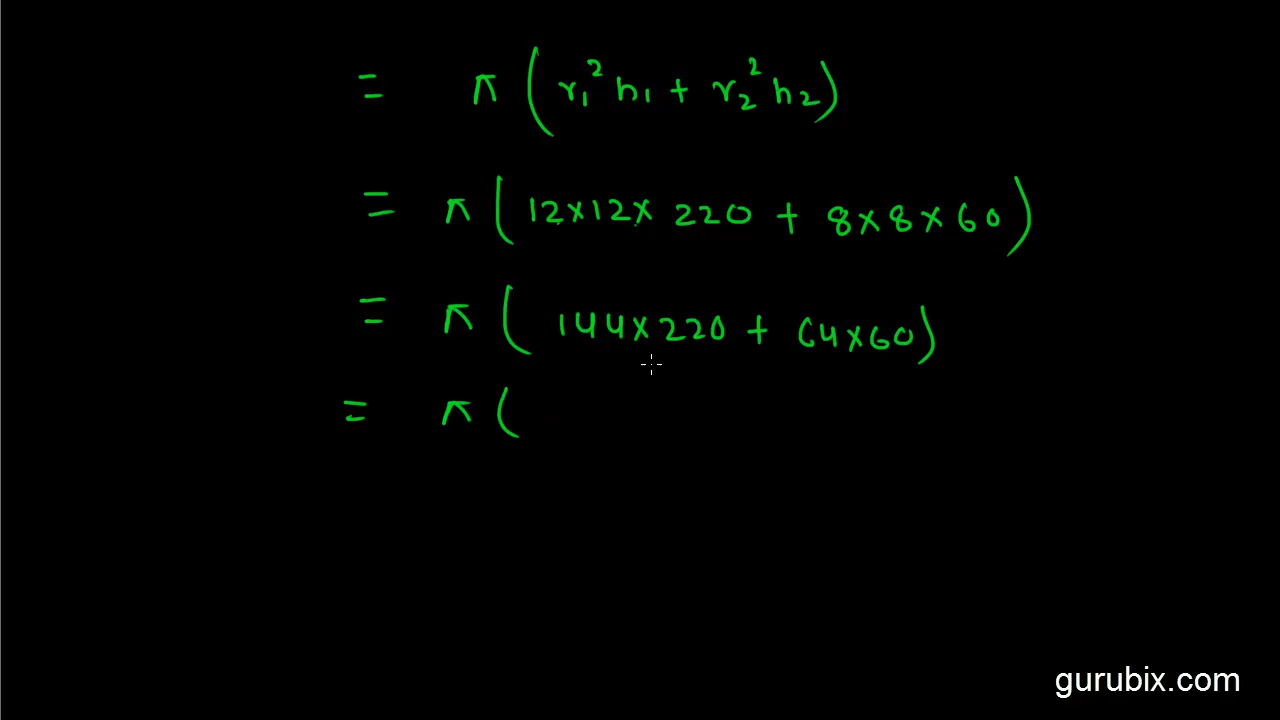 = π (r₁² h₁ + r₂² h₂)
= π ( 12×12× 220 + 8×8×60 )
= π ( 144×220 + 64×60 )
= π (
gurubix.com